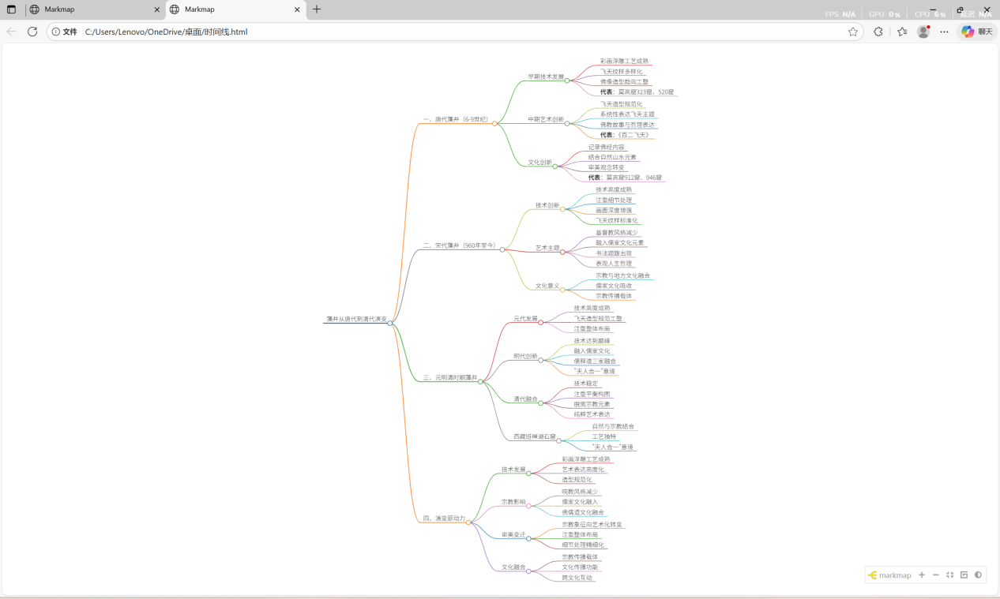 Markmap
Markmap
FPS N/A GPU 0% CPU 6% 延迟 N/A
文件 C:/Users/Lenovo/OneDrive/桌面/时间线.html
聊天
藻井从唐代到清代演变
一、唐代藻井（6-9世纪）
早期技术发展
彩画浮雕工艺成熟
飞天纹样多样化
佛像造型趋向工整
代表：莫高窟323窟、520窟
中期艺术创新
飞天造型规范化
系统性表达飞天主题
佛教故事与哲理表达
代表：《百二飞天》
文化创新
记录佛经内容
结合自然山水元素
审美观念转变
代表：莫高窟912窟、946窟
二、宋代藻井（960年至今）
技术创新
技术高度成熟
注重细节处理
画面深度增强
飞天纹样标准化
艺术主题
基督教风格减少
融入儒家文化元素
书法题跋出现
表现人生哲理
文化意义
宗教与地方文化融合
儒家文化吸收
宗教传播载体
三、元明清时期藻井
元代发展
技术高度成熟
飞天造型规范工整
注重整体布局
明代创新
技术达到巅峰
融入儒家文化
儒释道三家融合
"天人合一"意境
清代融合
技术稳定
注重平衡构图
脱离宗教元素
纯粹艺术表达
西藏班禅湖石窟
自然与宗教结合
工艺独特
"天人合一"意境
四、演变驱动力
技术发展
彩画浮雕工艺成熟
艺术表达高度化
造型规范化
宗教影响
喧教风格减少
儒家文化融入
佛儒道文化融合
审美变迁
宗教象征向艺术化转变
注重整体布局
细节处理精细化
文化融合
宗教传播载体
文化传播功能
跨文化互动
markmap